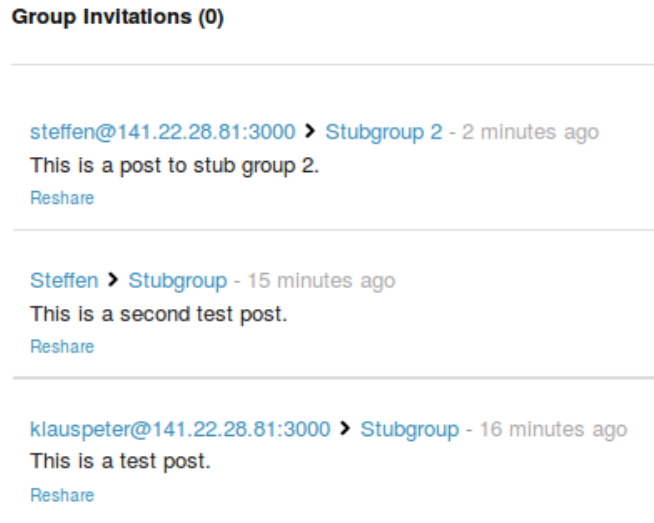 Group Invitations (0)
steffen@141.22.28.81:3000 > Stubgroup 2 - 2 minutes ago
This is a post to stub group 2.
Reshare
Steffen > Stubgroup - 15 minutes ago
This is a second test post.
Reshare
klauspeter@141.22.28.81:3000 > Stubgroup - 16 minutes ago
This is a test post.
Reshare